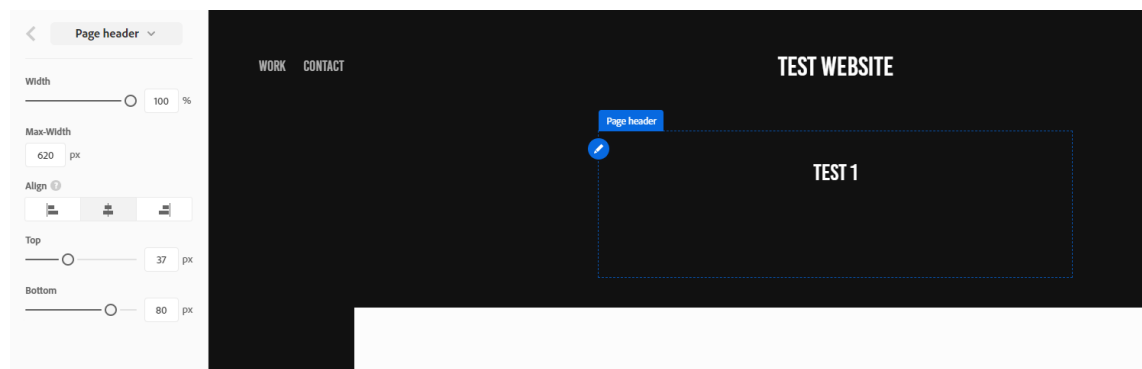 Page header
Width
100 %
Max-Width
620 px
Align ?
Top
37 px
Bottom
80 px
WORK CONTACT
TEST WEBSITE
Page header
TEST 1